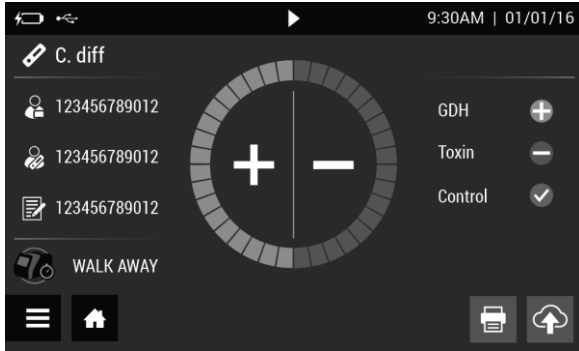 9:30AM | 01/01/16
C. diff
123456789012
123456789012
123456789012
WALK AWAY
+ −
GDH +
Toxin −
Control ✓